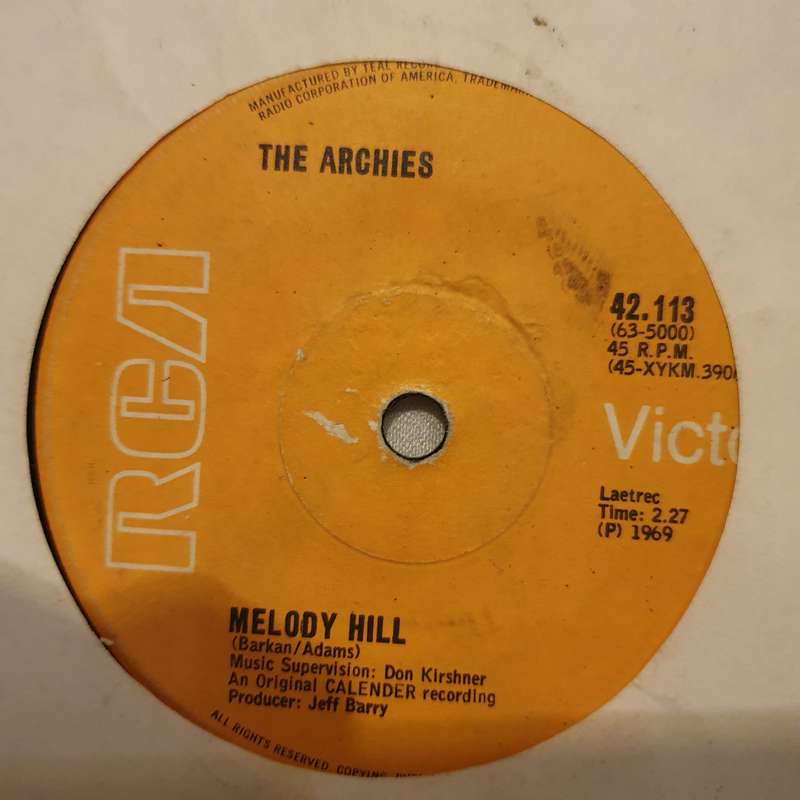 MANUFACTURED BY TEAL
RADIO CORPORATION OF AMERICA, TRADEMARK
THE ARCHIES
RCA
42.113
(63-5000)
45 R.P.M.
(45-XYKM.390
Victo
Laetrec
Time: 2.27
(P) 1969
MELODY HILL
(Barkan/Adams)
Music Supervision: Don Kirshner
An Original CALENDER recording
Producer: Jeff Barry
ALL RIGHTS RESERVED. COPYING